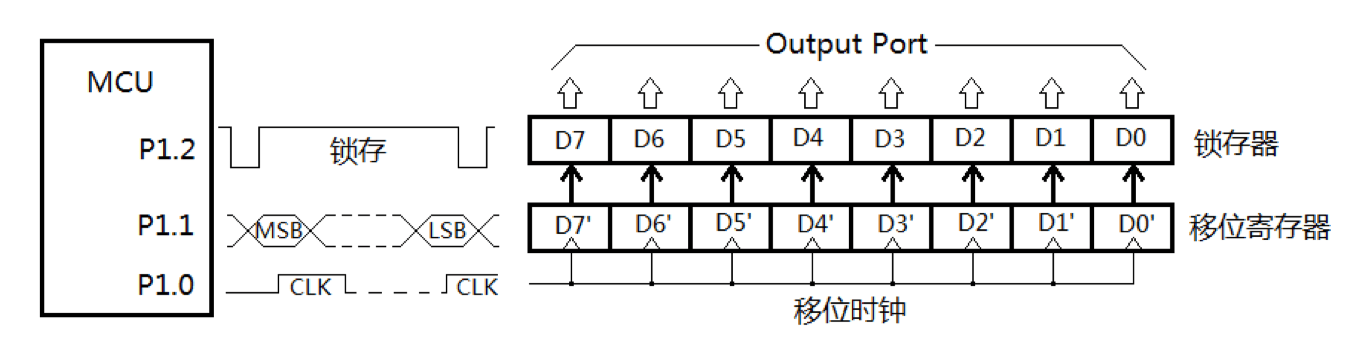 Output Port
MCU
P1.2 锁存 D7 D6 D5 D4 D3 D2 D1 D0 锁存器
P1.1 MSB LSB D7' D6' D5' D4' D3' D2' D1' D0' 移位寄存器
P1.0 CLK CLK
移位时钟